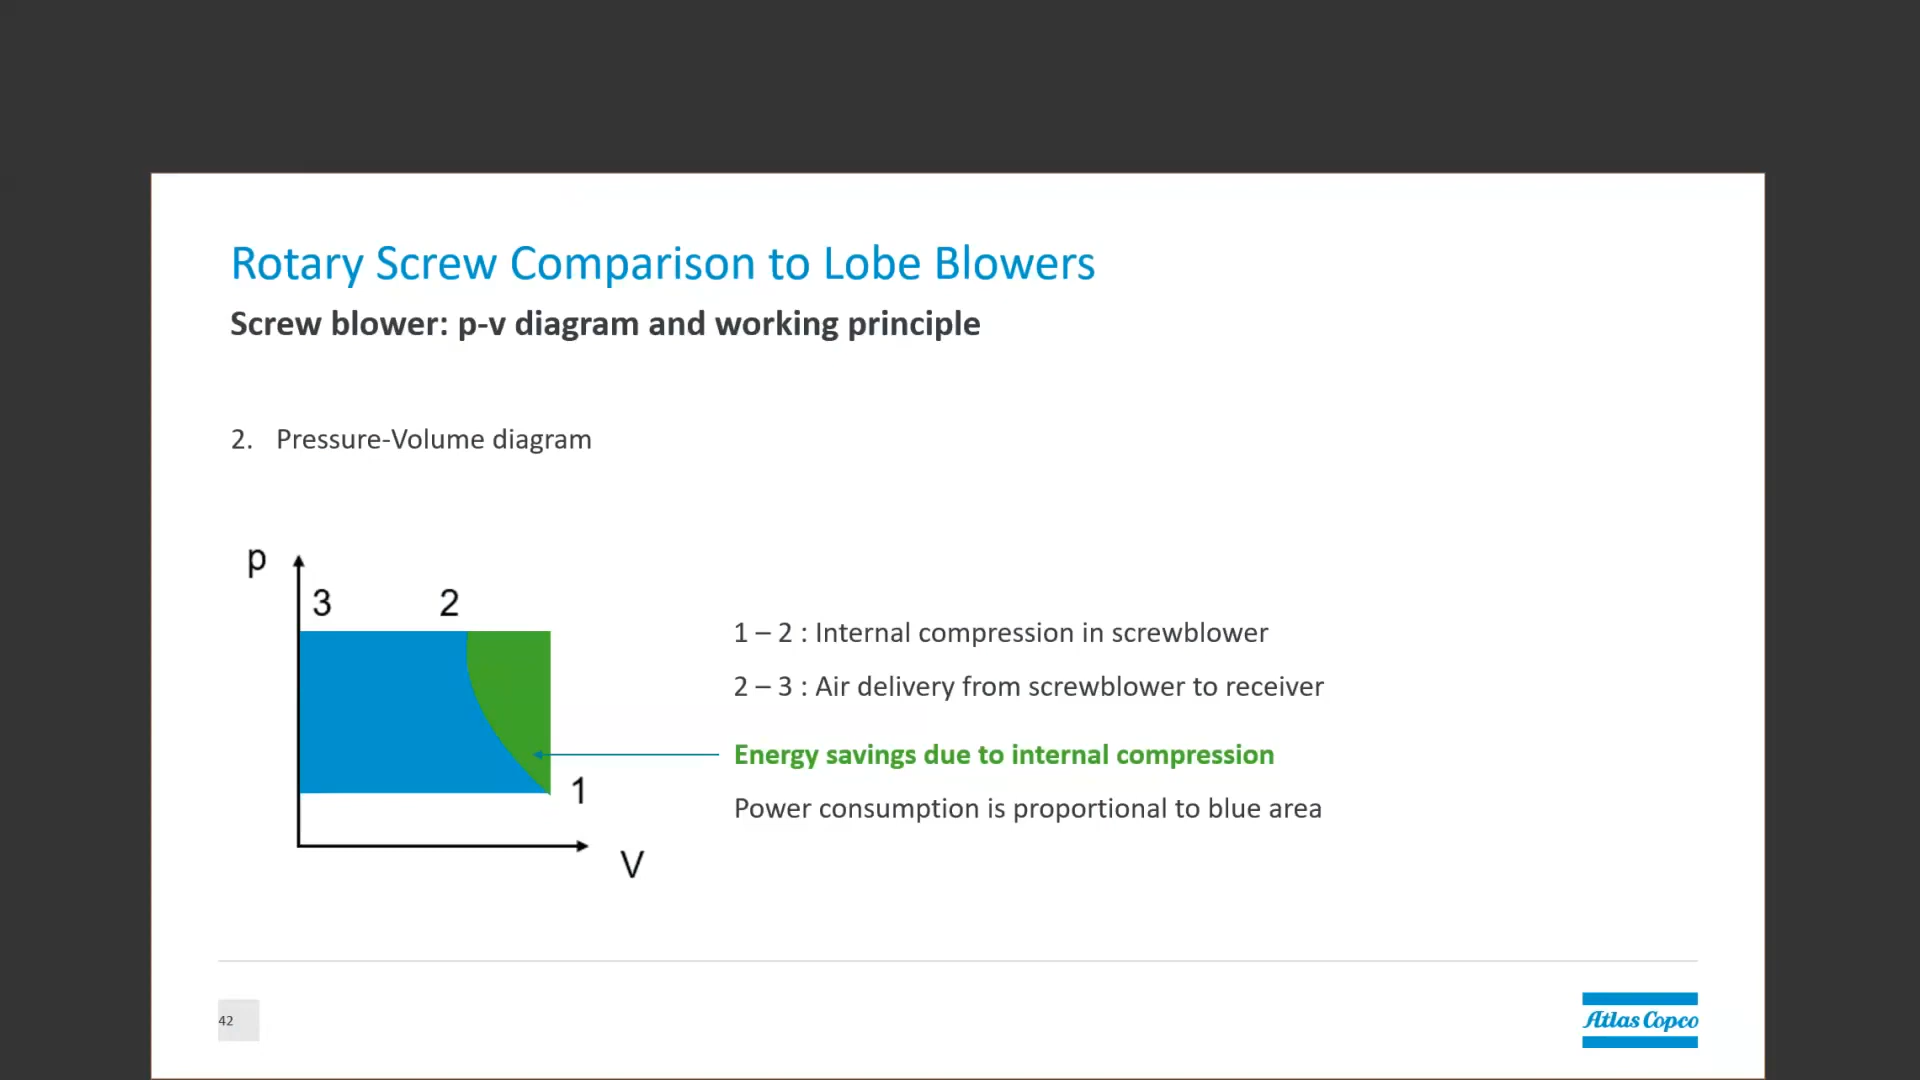 Rotary Screw Comparison to Lobe Blowers
Screw blower: p-v diagram and working principle
2. Pressure-Volume diagram
p
3
2
1
V
1 – 2 : Internal compression in screwblower
2 – 3 : Air delivery from screwblower to receiver
Energy savings due to internal compression
Power consumption is proportional to blue area
42
Atlas Copco